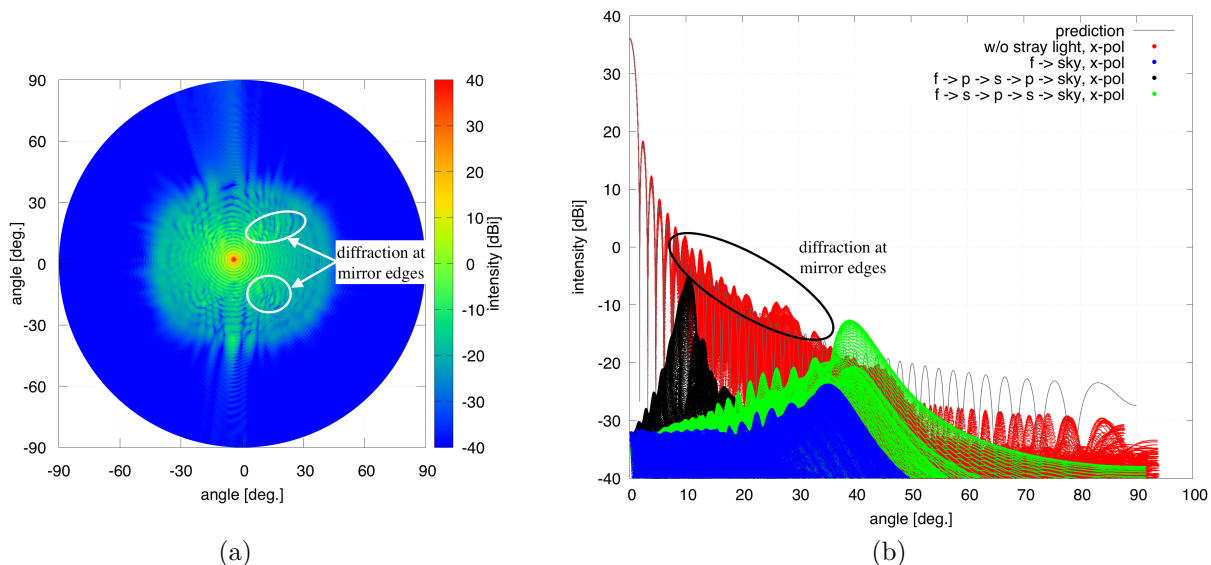 90
60
30
0
-30
-60
-90
angle [deg.]
-90
-60
-30
0
30
60
90
angle [deg.]
diffraction at
mirror edges
40
30
20
10
0
-10
-20
-30
-40
intensity [dBi]
(a)
40
30
20
10
0
-10
-20
-30
-40
intensity [dBi]
prediction
w/o stray light, x-pol
f -> sky, x-pol
f -> p -> s -> p -> sky, x-pol
f -> s -> p -> s -> sky, x-pol
diffraction at
mirror edges
0
10
20
30
40
50
60
70
80
90
100
angle [deg.]
(b)